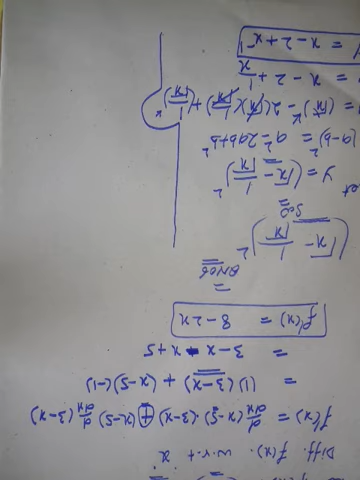 Diff. f(x). w.r.t x
f'(x) = d/dx (x-5) . (3-x) + (x-5) d/dx (3-x)
= (1) (3-x) + (x-5) (-1)
= 3-x - x+5
f'(x) = 8-2x
(√x - 1/√x)²
Sol
y = (√x - 1/√x)²
(a-b)² = a² - 2ab+b²
= (√x)² - 2(√x)(1/√x) + (1/√x)²
= x - 2 + 1/x
y = x - 2 + x⁻¹